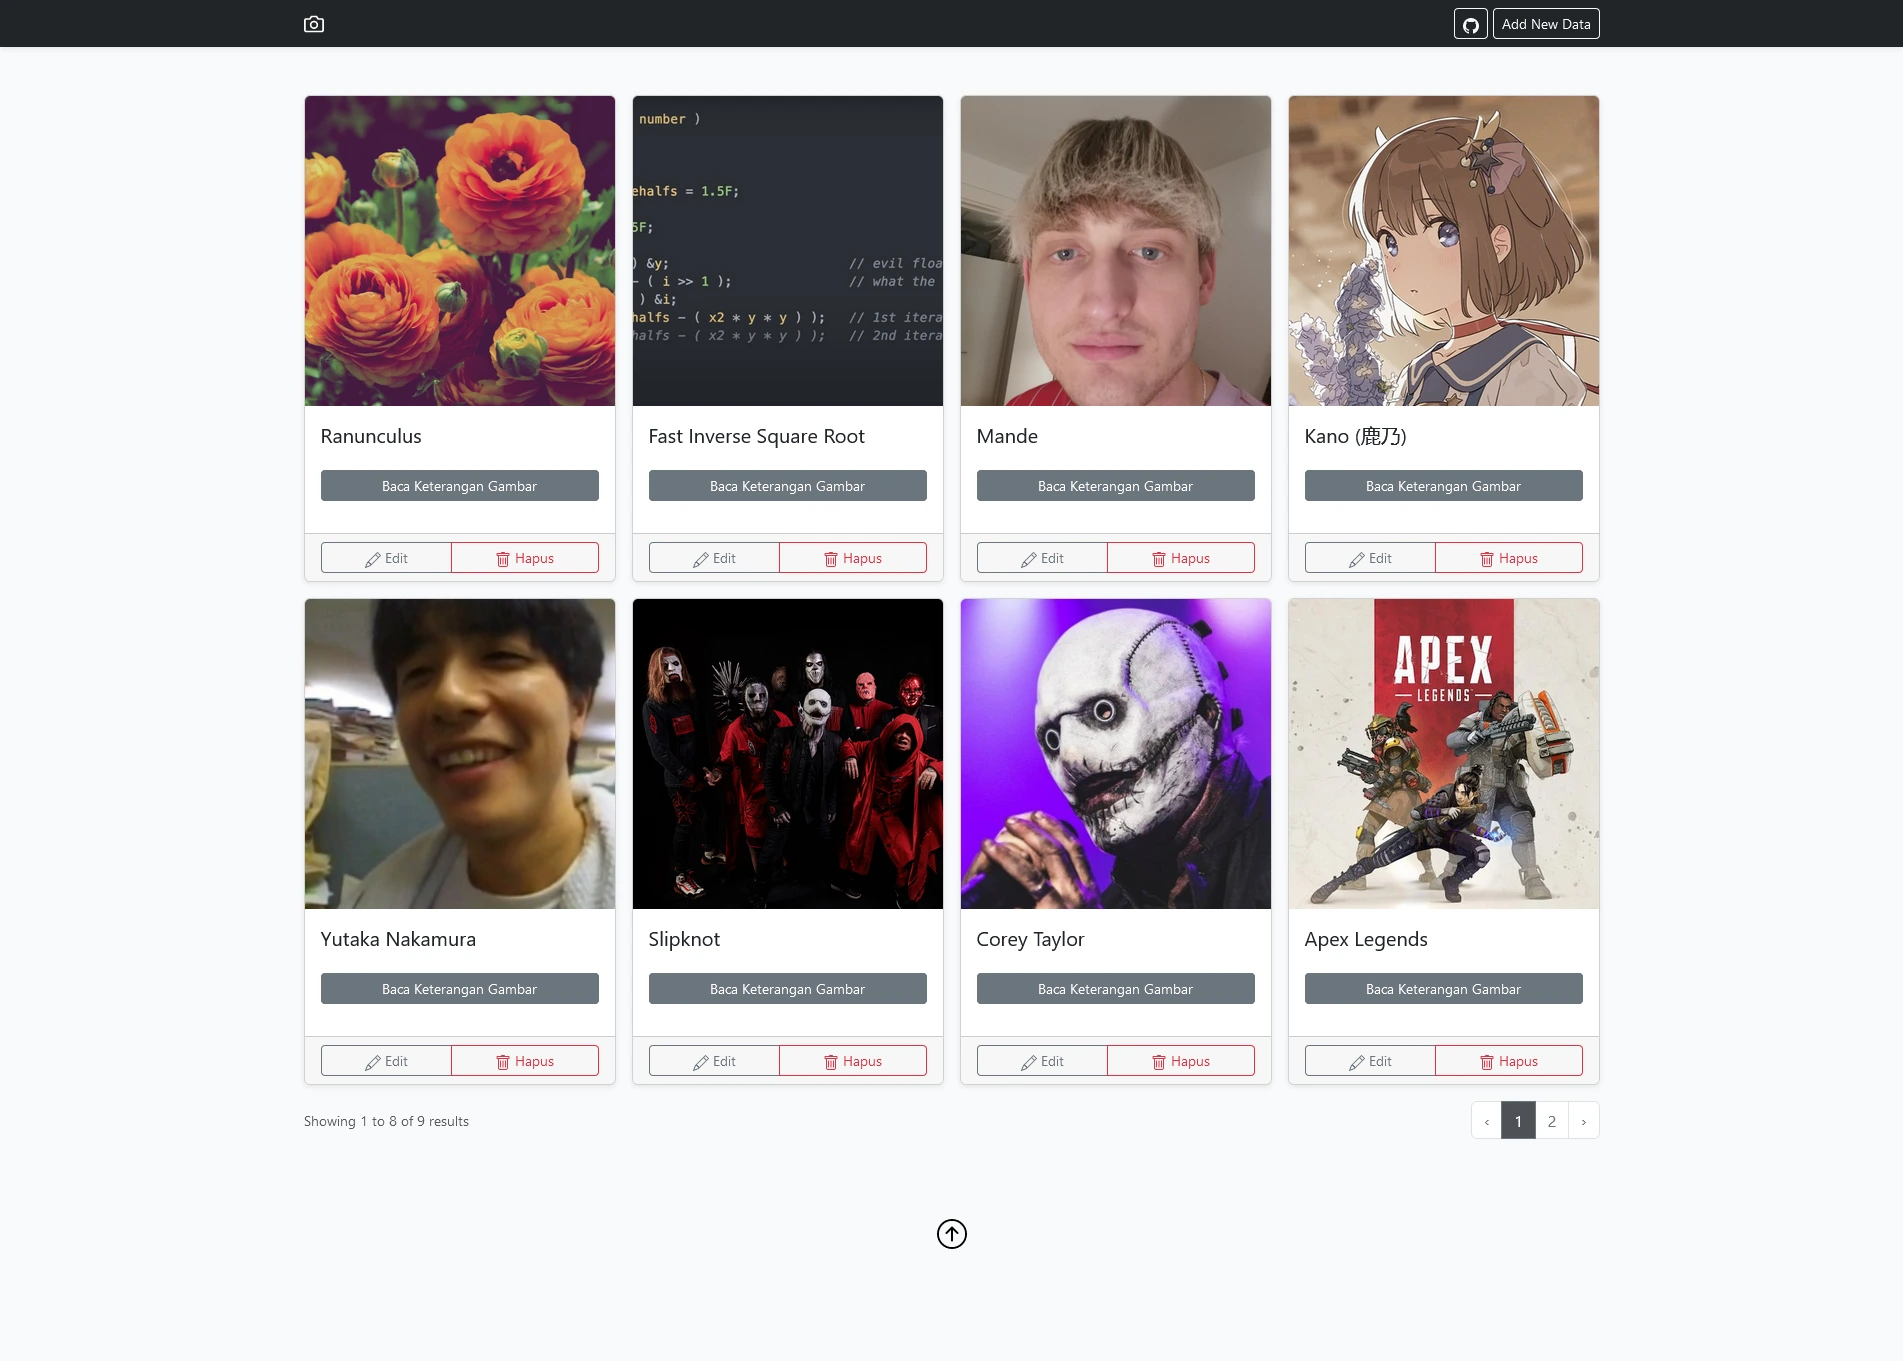 Add New Data
number )
ehalfs = 1.5F;
5F;
) &y; // evil floa
- ( i >> 1 ); // what the
) &i;
halfs - ( x2 * y * y ) ); // 1st itera
halfs - ( x2 * y * y ) ); // 2nd itera
APEX
LEGENDS
Ranunculus
Fast Inverse Square Root
Mande
Kano (鹿乃)
Baca Keterangan Gambar
Baca Keterangan Gambar
Baca Keterangan Gambar
Baca Keterangan Gambar
Edit Hapus
Edit Hapus
Edit Hapus
Edit Hapus
Yutaka Nakamura
Slipknot
Corey Taylor
Apex Legends
Baca Keterangan Gambar
Baca Keterangan Gambar
Baca Keterangan Gambar
Baca Keterangan Gambar
Edit Hapus
Edit Hapus
Edit Hapus
Edit Hapus
Showing 1 to 8 of 9 results
‹ 1 2 ›